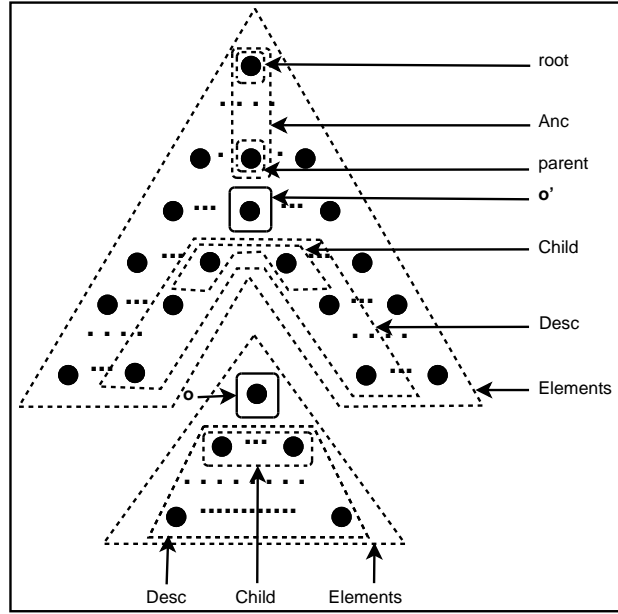 root
Anc
parent
o’
Child
Desc
Elements
o
Desc
Child
Elements